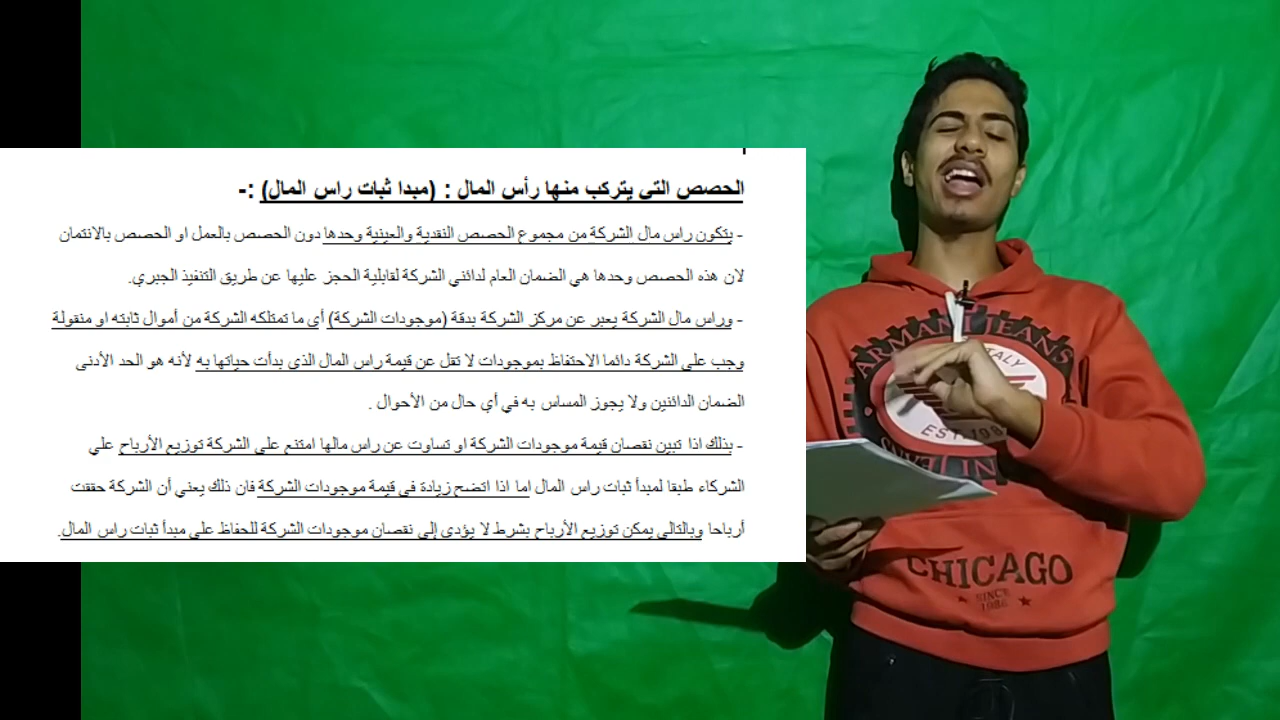 الحصص التي يتركب منها رأس المال : (مبدا ثبات راس المال) :-
- يتكون راس مال الشركة من مجموع الحصص النقدية والعينية وحدها دون الحصص بالعمل او الحصص بالائتمان
لان هذه الحصص وحدها هي الضمان العام لدائني الشركة لقابلية الحجز عليها عن طريق التنفيذ الجبري.
- وراس مال الشركة يعبر عن مركز الشركة بدقة (موجودات الشركة) أي ما تمتلكه الشركة من أموال ثابته او منقولة
وجب على الشركة دائما الاحتفاظ بموجودات لا تقل عن قيمة راس المال الذي بدأت حياتها به لأنه هو الحد الأدنى
الضمان الدائنين ولا يجوز المساس به في أي حال من الأحوال .
- بذلك اذا تبين نقصان قيمة موجودات الشركة او تساوت عن راس مالها امتنع على الشركة توزيع الأرباح علي
الشركاء طبقا لمبدأ ثبات راس المال اما اذا اتضح زيادة في قيمة موجودات الشركة فان ذلك يعني أن الشركة حققت
أرباحا وبالتالي يمكن توزيع الأرباح بشرط لا يؤدى إلى نقصان موجودات الشركة للحفاظ على مبدأ ثبات راس المال.
ARMANI JEANS
ITALY
EST.198
CHICAGO
SINCE
1986